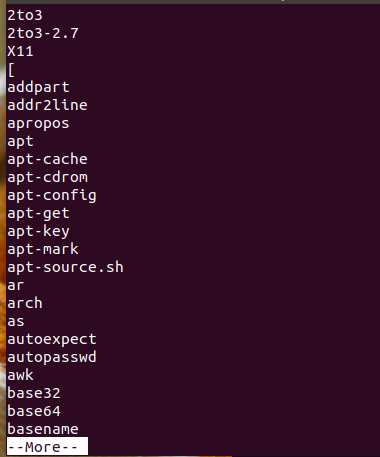 2to3
2to3-2.7
X11
[
addpart
addr2line
apropos
apt
apt-cache
apt-cdrom
apt-config
apt-get
apt-key
apt-mark
apt-source.sh
ar
arch
as
autoexpect
autopasswd
awk
base32
base64
basename
--More--